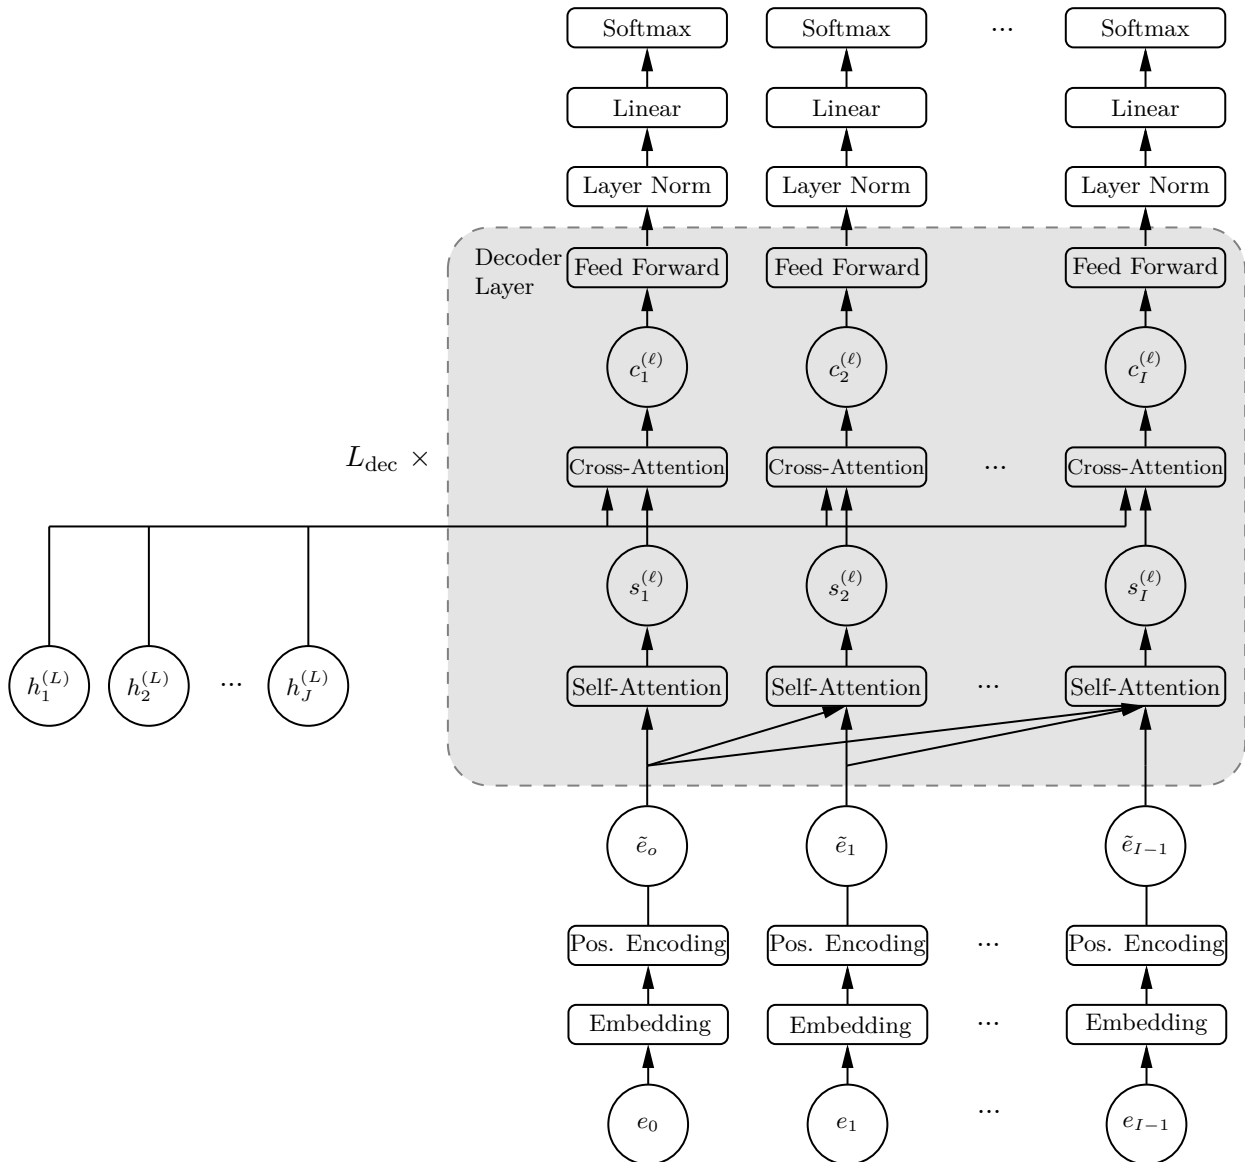 Softmax Softmax ... Softmax
Linear Linear Linear
Layer Norm Layer Norm Layer Norm
Decoder
Layer
Feed Forward Feed Forward Feed Forward
c_1^{(ℓ)} c_2^{(ℓ)} c_I^{(ℓ)}
L_dec ×
Cross-Attention Cross-Attention ... Cross-Attention
s_1^{(ℓ)} s_2^{(ℓ)} s_I^{(ℓ)}
h_1^{(L)} h_2^{(L)} ... h_J^{(L)}
Self-Attention Self-Attention ... Self-Attention
ẽ_o ẽ_1 ẽ_{I−1}
Pos. Encoding Pos. Encoding ... Pos. Encoding
Embedding Embedding ... Embedding
e_0 e_1 ... e_{I−1}